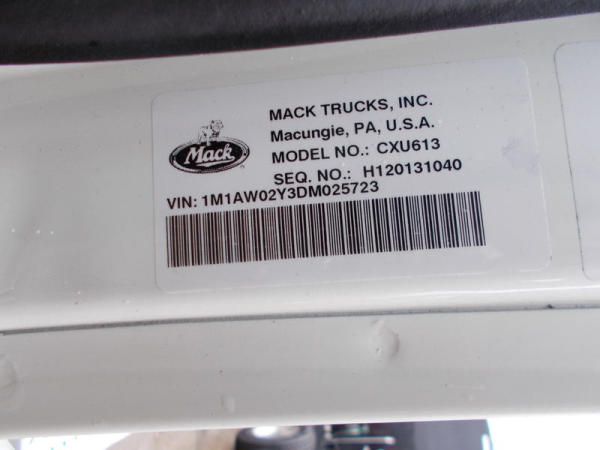 Mack
MACK TRUCKS, INC.
Macungie, PA, U.S.A.
MODEL NO.: CXU613
SEQ. NO.: H120131040
VIN: 1M1AW02Y3DM025723